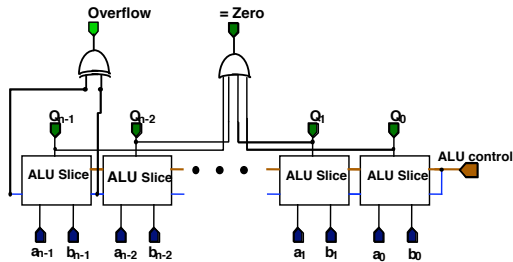 Overflow
= Zero
Qn-1
Qn-2
Q1
Q0
ALU Slice
ALU Slice
ALU Slice
ALU Slice
ALU control
an-1
bn-1
an-2
bn-2
a1
b1
a0
b0